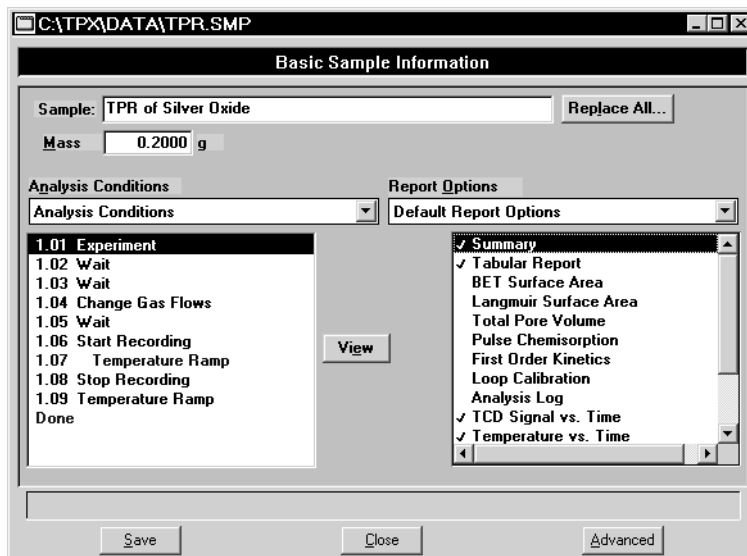 C:\TPX\DATA\TPR.SMP
Basic Sample Information
Sample: TPR of Silver Oxide Replace All...
Mass 0.2000 g
Analysis Conditions Report Options
Analysis Conditions Default Report Options
1.01 Experiment
1.02 Wait
1.03 Wait
1.04 Change Gas Flows
1.05 Wait
1.06 Start Recording
1.07 Temperature Ramp
1.08 Stop Recording
1.09 Temperature Ramp
Done
View
✓ Summary
✓ Tabular Report
BET Surface Area
Langmuir Surface Area
Total Pore Volume
Pulse Chemisorption
First Order Kinetics
Loop Calibration
Analysis Log
✓ TCD Signal vs. Time
✓ Temperature vs. Time
Save Close Advanced